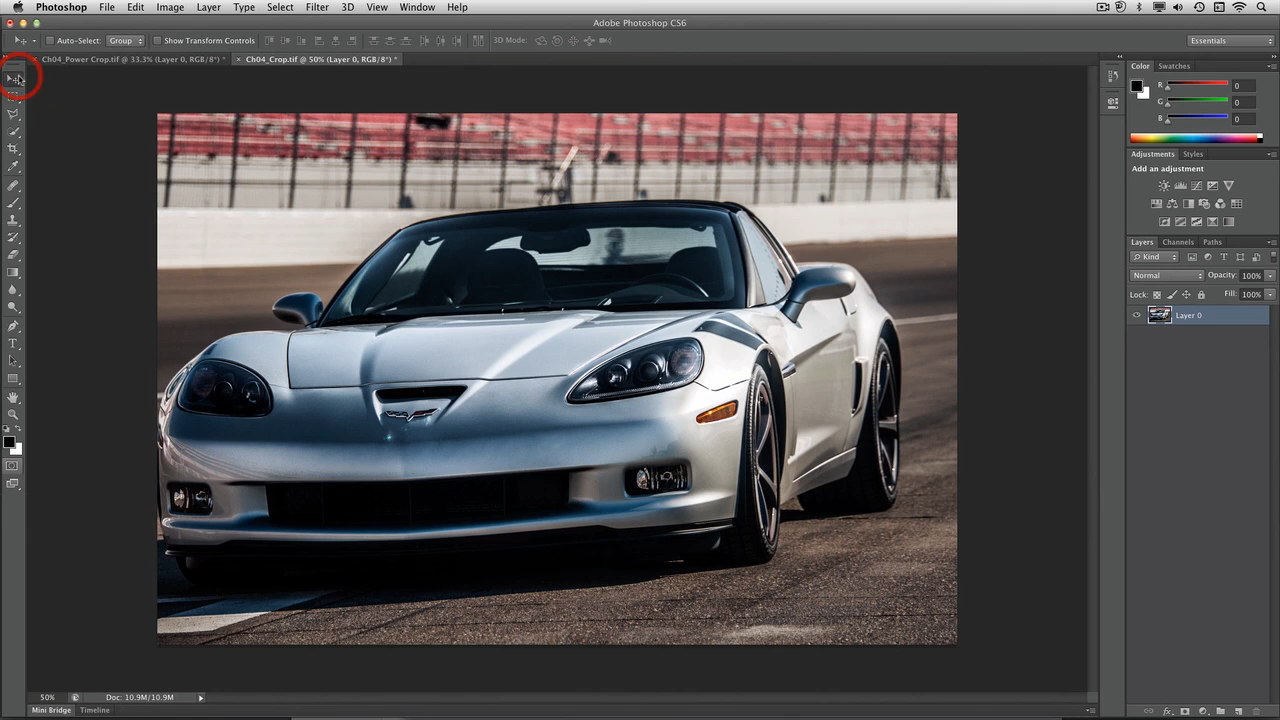 Photoshop File Edit Image Layer Type Select Filter 3D View Window Help
Adobe Photoshop CS6
Auto-Select: Group Show Transform Controls 3D Mode: Essentials
× Ch04_Power Crop.tif @ 33.3% (Layer 0, RGB/8*) * × Ch04_Crop.tif @ 50% (Layer 0, RGB/8*) *
Color Swatches
R 0
G 0
B 0
Adjustments Styles
Add an adjustment
Layers Channels Paths
Kind
Normal Opacity: 100%
Lock: Fill: 100%
Layer 0
50% Doc: 10.9M/10.9M
Mini Bridge Timeline